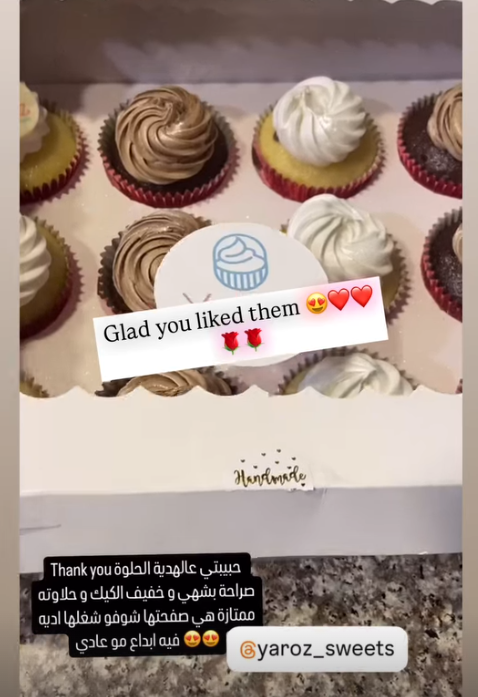 Glad you liked them 😍❤️❤️
🌹🌹
Handmade
Thank you حبيبتي عالهدية الحلوة
صراحة بشهي و خفيف الكيك و حلاوته
ممتازة هي صفحتها شوفو شغلها اديه
فيه ابداع مو عادي 😍😍
@yaroz_sweets